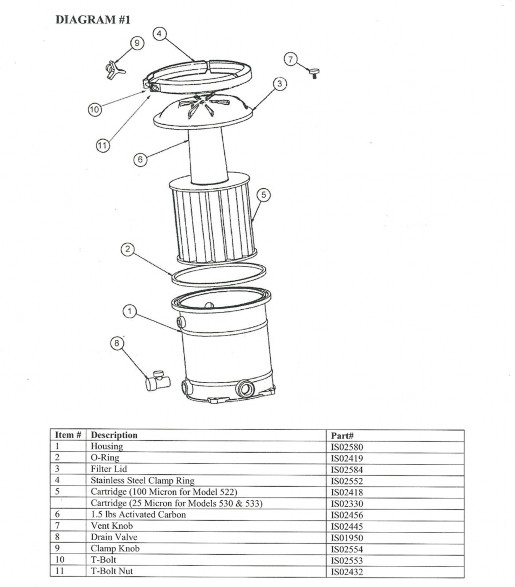 DIAGRAM #1
9
4
7
3
10
11
6
5
2
1
8
Item # Description Part#
1 Housing IS02580
2 O-Ring IS02419
3 Filter Lid IS02584
4 Stainless Steel Clamp Ring IS02552
5 Cartridge (100 Micron for Model 522) IS02418
Cartridge (25 Micron for Models 530 & 533) IS02330
6 1.5 lbs Activated Carbon IS02456
7 Vent Knob IS02445
8 Drain Valve IS01950
9 Clamp Knob IS02554
10 T-Bolt IS02553
11 T-Bolt Nut IS02432